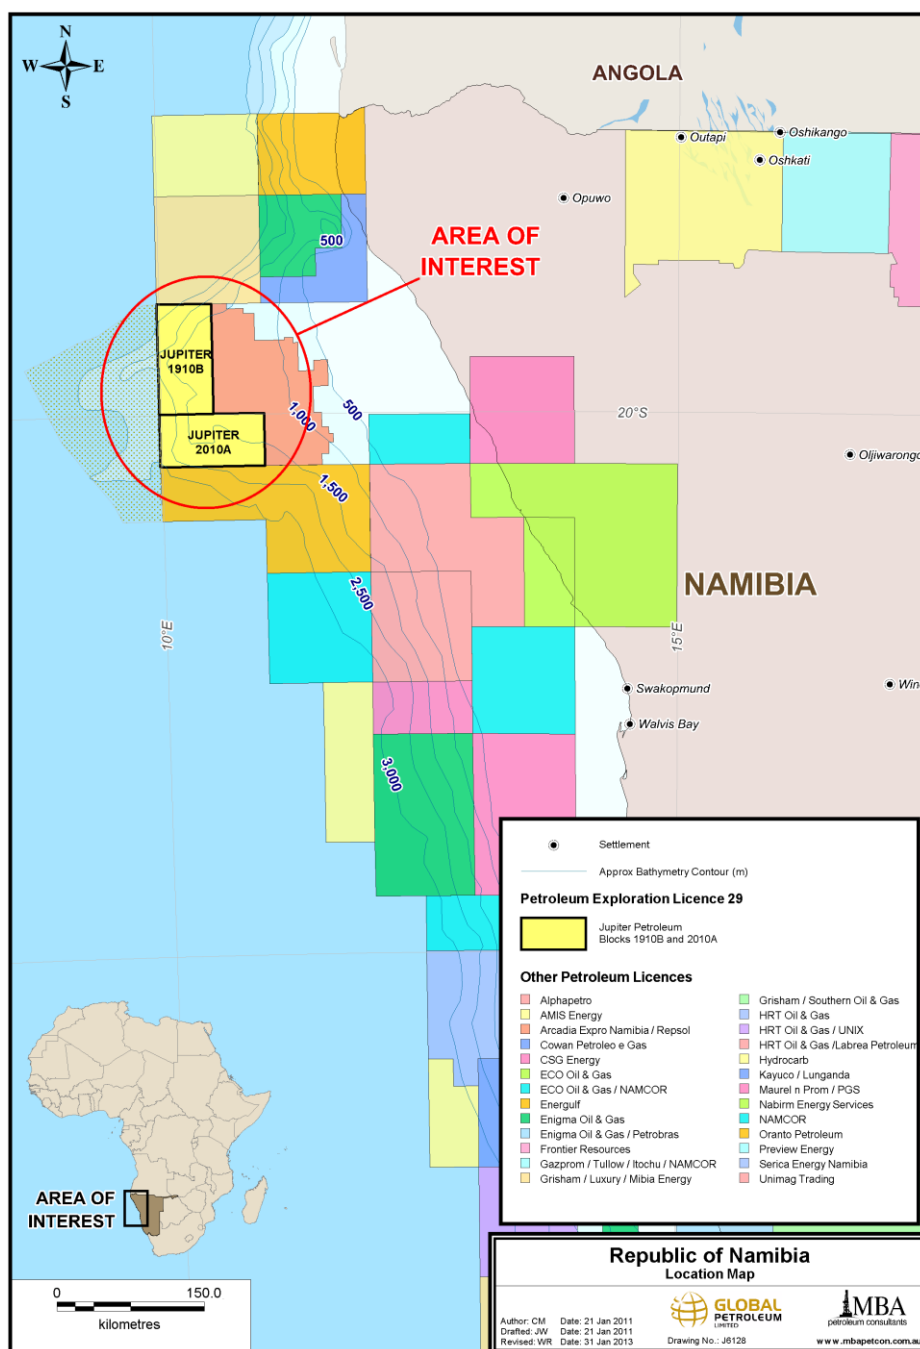 N
W E
S
ANGOLA
Outapi
Oshikango
Oshkati
Opuwo
500
AREA OF
INTEREST
JUPITER
1910B
JUPITER
2010A
1,000
500
20°S
Oljiwarongo
1,500
2,500
NAMIBIA
10°E
15°E
Swakopmund
Win
Walvis Bay
3,000
Settlement
Approx Bathymetry Contour (m)
Petroleum Exploration Licence 29
Jupiter Petroleum
Blocks 1910B and 2010A
Other Petroleum Licences
Alphapetro
AMIS Energy
Arcadia Expro Namibia / Repsol
Cowan Petroleo e Gas
CSG Energy
ECO Oil & Gas
ECO Oil & Gas / NAMCOR
Energulf
Enigma Oil & Gas
Enigma Oil & Gas / Petrobras
Frontier Resources
Gazprom / Tullow / Itochu / NAMCOR
Grisham / Luxury / Mibia Energy
Grisham / Southern Oil & Gas
HRT Oil & Gas
HRT Oil & Gas / UNIX
HRT Oil & Gas /Labrea Petroleum
Hydrocarb
Kayuco / Lunganda
Maurel n Prom / PGS
Nabirm Energy Services
NAMCOR
Oranto Petroleum
Preview Energy
Serica Energy Namibia
Unimag Trading
AREA OF
INTEREST
0 150.0
kilometres
Republic of Namibia
Location Map
Author: CM Date: 21 Jan 2011
Drafted: JW Date: 21 Jan 2011
Revised: WR Date: 31 Jan 2013
GLOBAL
PETROLEUM
LIMITED
Drawing No.: J6128
MBA
petroleum consultants
www.mbapetcon.com.au